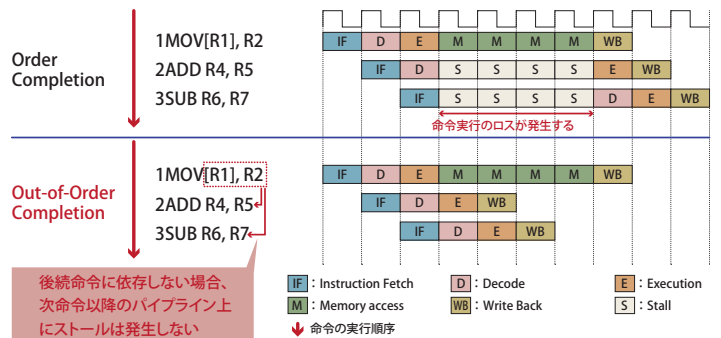 Order
Completion
1MOV[R1], R2
IF D E M M M M WB
2ADD R4, R5
IF D S S S S E WB
3SUB R6, R7
IF S S S S D E WB
命令実行のロスが発生する
Out-of-Order
Completion
1MOV[R1], R2
IF D E M M M M WB
2ADD R4, R5
IF D E WB
3SUB R6, R7
IF D E WB
後続命令に依存しない場合、
次命令以降のパイプライン上
にストールは発生しない
IF：Instruction Fetch D：Decode E：Execution
M：Memory access WB：Write Back S：Stall
命令の実行順序